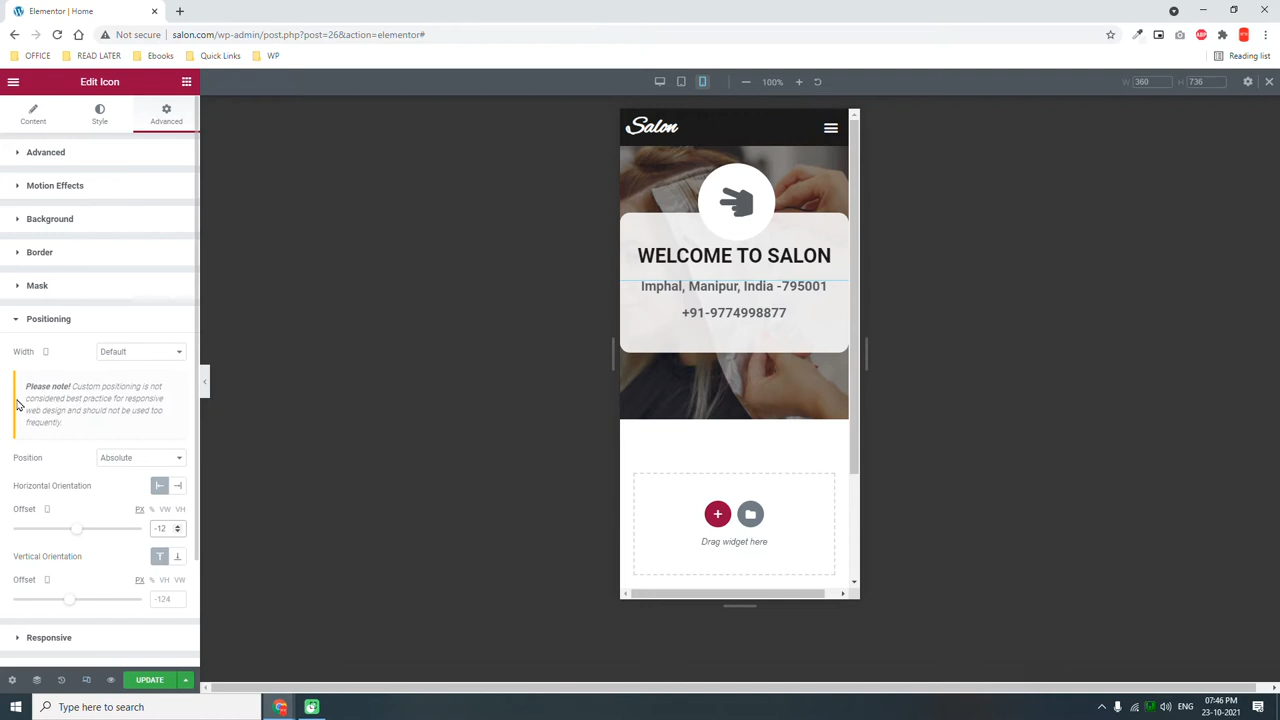 Elementor | Home
Not secure
salon.com/wp-admin/post.php?post=26&action=elementor#
OFFICE
READ LATER
Ebooks
Quick Links
WP
Reading list
Edit Icon
100%
W 360
H 736
Content
Style
Advanced
Advanced
Motion Effects
Background
Border
Mask
Positioning
Width
Default
Please note! Custom positioning is not
considered best practice for responsive
web design and should not be used too
frequently.
Position
Absolute
Horizontal Orientation
Offset
PX % VW VH
-12
Vertical Orientation
Offset
PX % VH VW
-124
Responsive
UPDATE
Salon
WELCOME TO SALON
Imphal, Manipur, India -795001
+91-9774998877
Drag widget here
Type here to search
ENG
07:46 PM
23-10-2021